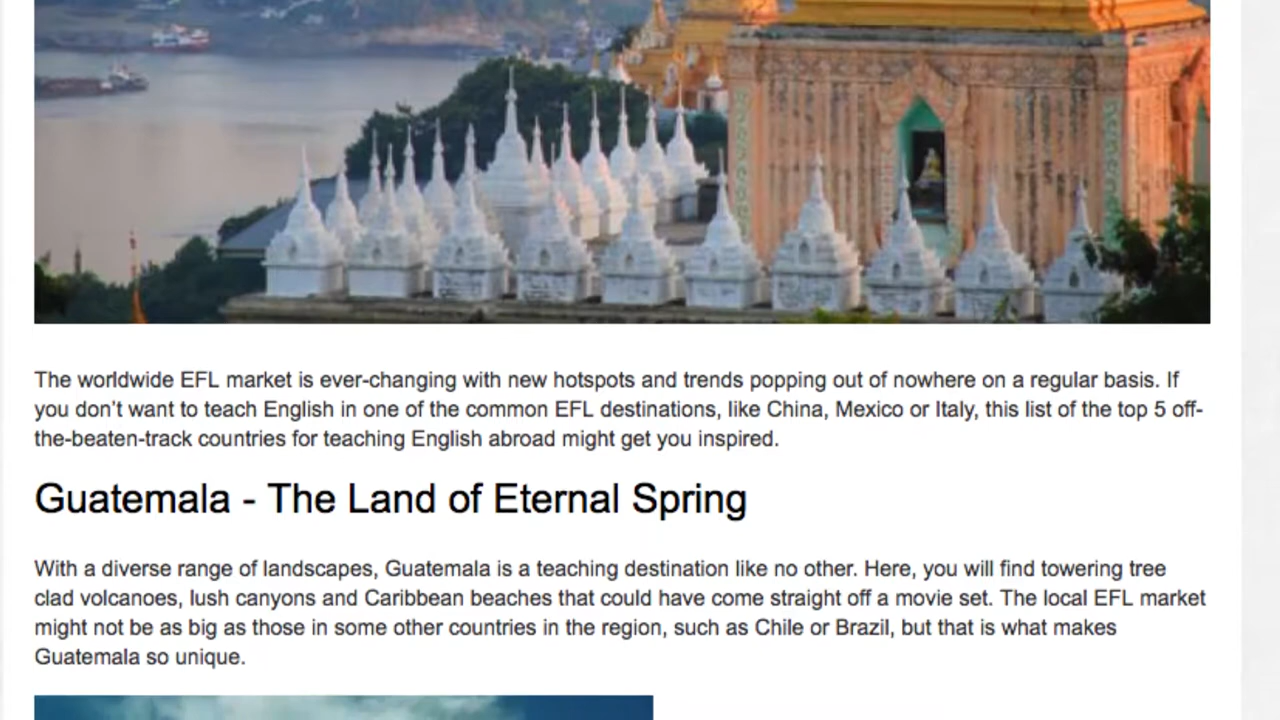 The worldwide EFL market is ever-changing with new hotspots and trends popping out of nowhere on a regular basis. If
you don’t want to teach English in one of the common EFL destinations, like China, Mexico or Italy, this list of the top 5 off-
the-beaten-track countries for teaching English abroad might get you inspired.
Guatemala - The Land of Eternal Spring
With a diverse range of landscapes, Guatemala is a teaching destination like no other. Here, you will find towering tree
clad volcanoes, lush canyons and Caribbean beaches that could have come straight off a movie set. The local EFL market
might not be as big as those in some other countries in the region, such as Chile or Brazil, but that is what makes
Guatemala so unique.